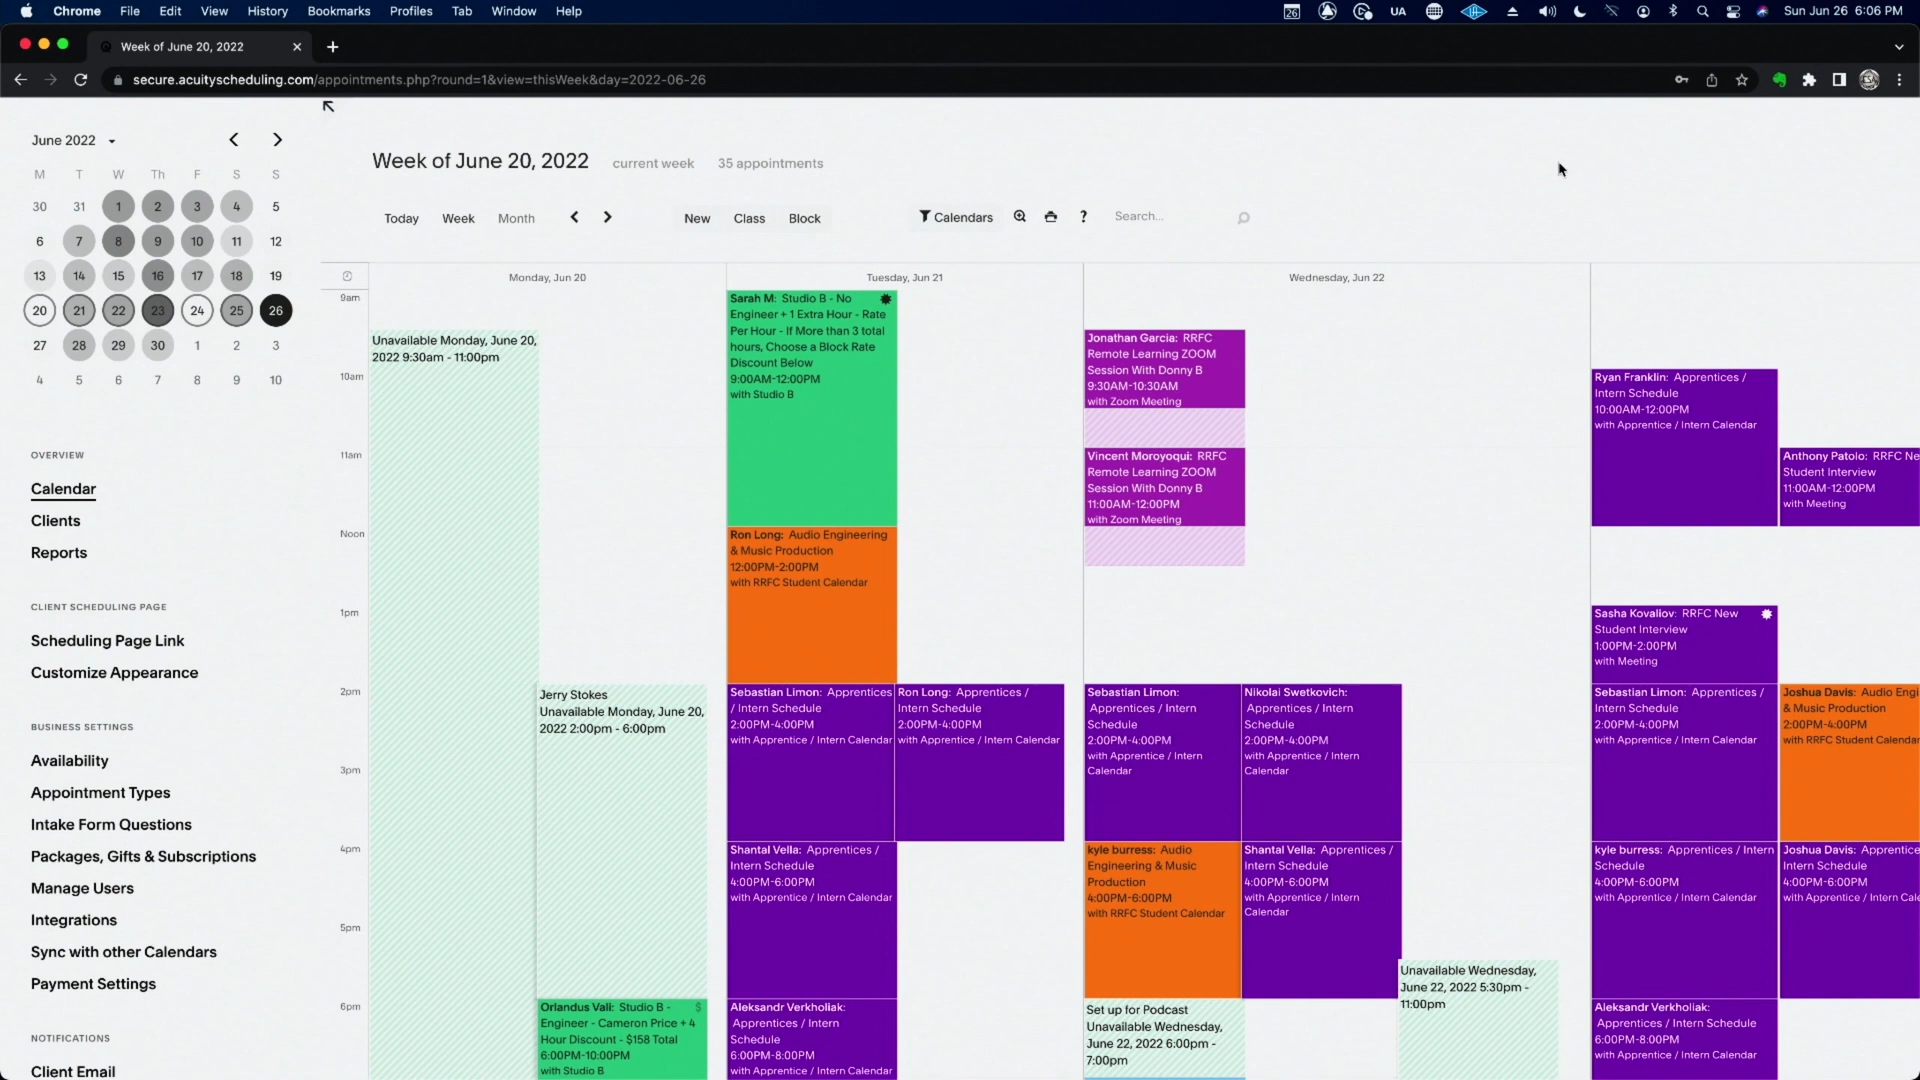 Chrome File Edit View History Bookmarks Profiles Tab Window Help
26 UA Sun Jun 26 6:06 PM
Week of June 20, 2022
secure.acuityscheduling.com/appointments.php?round=1&view=thisWeek&day=2022-06-26
June 2022
M T W Th F S S
30 31 1 2 3 4 5
6 7 8 9 10 11 12
13 14 15 16 17 18 19
20 21 22 23 24 25 26
27 28 29 30 1 2 3
4 5 6 7 8 9 10
OVERVIEW
Calendar
Clients
Reports
CLIENT SCHEDULING PAGE
Scheduling Page Link
Customize Appearance
BUSINESS SETTINGS
Availability
Appointment Types
Intake Form Questions
Packages, Gifts & Subscriptions
Manage Users
Integrations
Sync with other Calendars
Payment Settings
NOTIFICATIONS
Client Email
Week of June 20, 2022 current week 35 appointments
Today Week Month New Class Block Calendars ? Search...
Monday, Jun 20 Tuesday, Jun 21 Wednesday, Jun 22
9am
10am
11am
Noon
1pm
2pm
3pm
4pm
5pm
6pm
Unavailable Monday, June 20,
2022 9:30am - 11:00pm
Jerry Stokes
Unavailable Monday, June 20,
2022 2:00pm - 6:00pm
Orlandus Vali: Studio B - $
Engineer - Cameron Price + 4
Hour Discount - $158 Total
6:00PM-10:00PM
with Studio B
Sarah M: Studio B - No
Engineer + 1 Extra Hour - Rate
Per Hour - If More than 3 total
hours, Choose a Block Rate
Discount Below
9:00AM-12:00PM
with Studio B
Ron Long: Audio Engineering
& Music Production
12:00PM-2:00PM
with RRFC Student Calendar
Sebastian Limon: Apprentices
/ Intern Schedule
2:00PM-4:00PM
with Apprentice / Intern Calendar
Ron Long: Apprentices /
Intern Schedule
2:00PM-4:00PM
with Apprentice / Intern Calendar
Shantal Vella: Apprentices /
Intern Schedule
4:00PM-6:00PM
with Apprentice / Intern Calendar
Aleksandr Verkholiak:
Apprentices / Intern
Schedule
6:00PM-8:00PM
with Apprentice / Intern Calendar
Jonathan Garcia: RRFC
Remote Learning ZOOM
Session With Donny B
9:30AM-10:30AM
with Zoom Meeting
Vincent Moroyoqui: RRFC
Remote Learning ZOOM
Session With Donny B
11:00AM-12:00PM
with Zoom Meeting
Sebastian Limon:
Apprentices / Intern
Schedule
2:00PM-4:00PM
with Apprentice / Intern
Calendar
Nikolai Swetkovich:
Apprentices / Intern
Schedule
2:00PM-4:00PM
with Apprentice / Intern
Calendar
kyle burress: Audio
Engineering & Music
Production
4:00PM-6:00PM
with RRFC Student Calendar
Shantal Vella: Apprentices /
Intern Schedule
4:00PM-6:00PM
with Apprentice / Intern
Calendar
Set up for Podcast
Unavailable Wednesday,
June 22, 2022 6:00pm -
7:00pm
Unavailable Wednesday,
June 22, 2022 5:30pm -
11:00pm
Ryan Franklin: Apprentices /
Intern Schedule
10:00AM-12:00PM
with Apprentice / Intern Calendar
Anthony Patolo: RRFC Ne
Student Interview
11:00AM-12:00PM
with Meeting
Sasha Kovaliov: RRFC New
Student Interview
1:00PM-2:00PM
with Meeting
Sebastian Limon: Apprentices /
Intern Schedule
2:00PM-4:00PM
with Apprentice / Intern Calendar
Joshua Davis: Audio Engi
& Music Production
2:00PM-4:00PM
with RRFC Student Calendar
kyle burress: Apprentices / Intern
Schedule
4:00PM-6:00PM
with Apprentice / Intern Calendar
Joshua Davis: Apprentice
Intern Schedule
4:00PM-6:00PM
with Apprentice / Intern Cale
Aleksandr Verkholiak:
Apprentices / Intern Schedule
6:00PM-8:00PM
with Apprentice / Intern Calendar